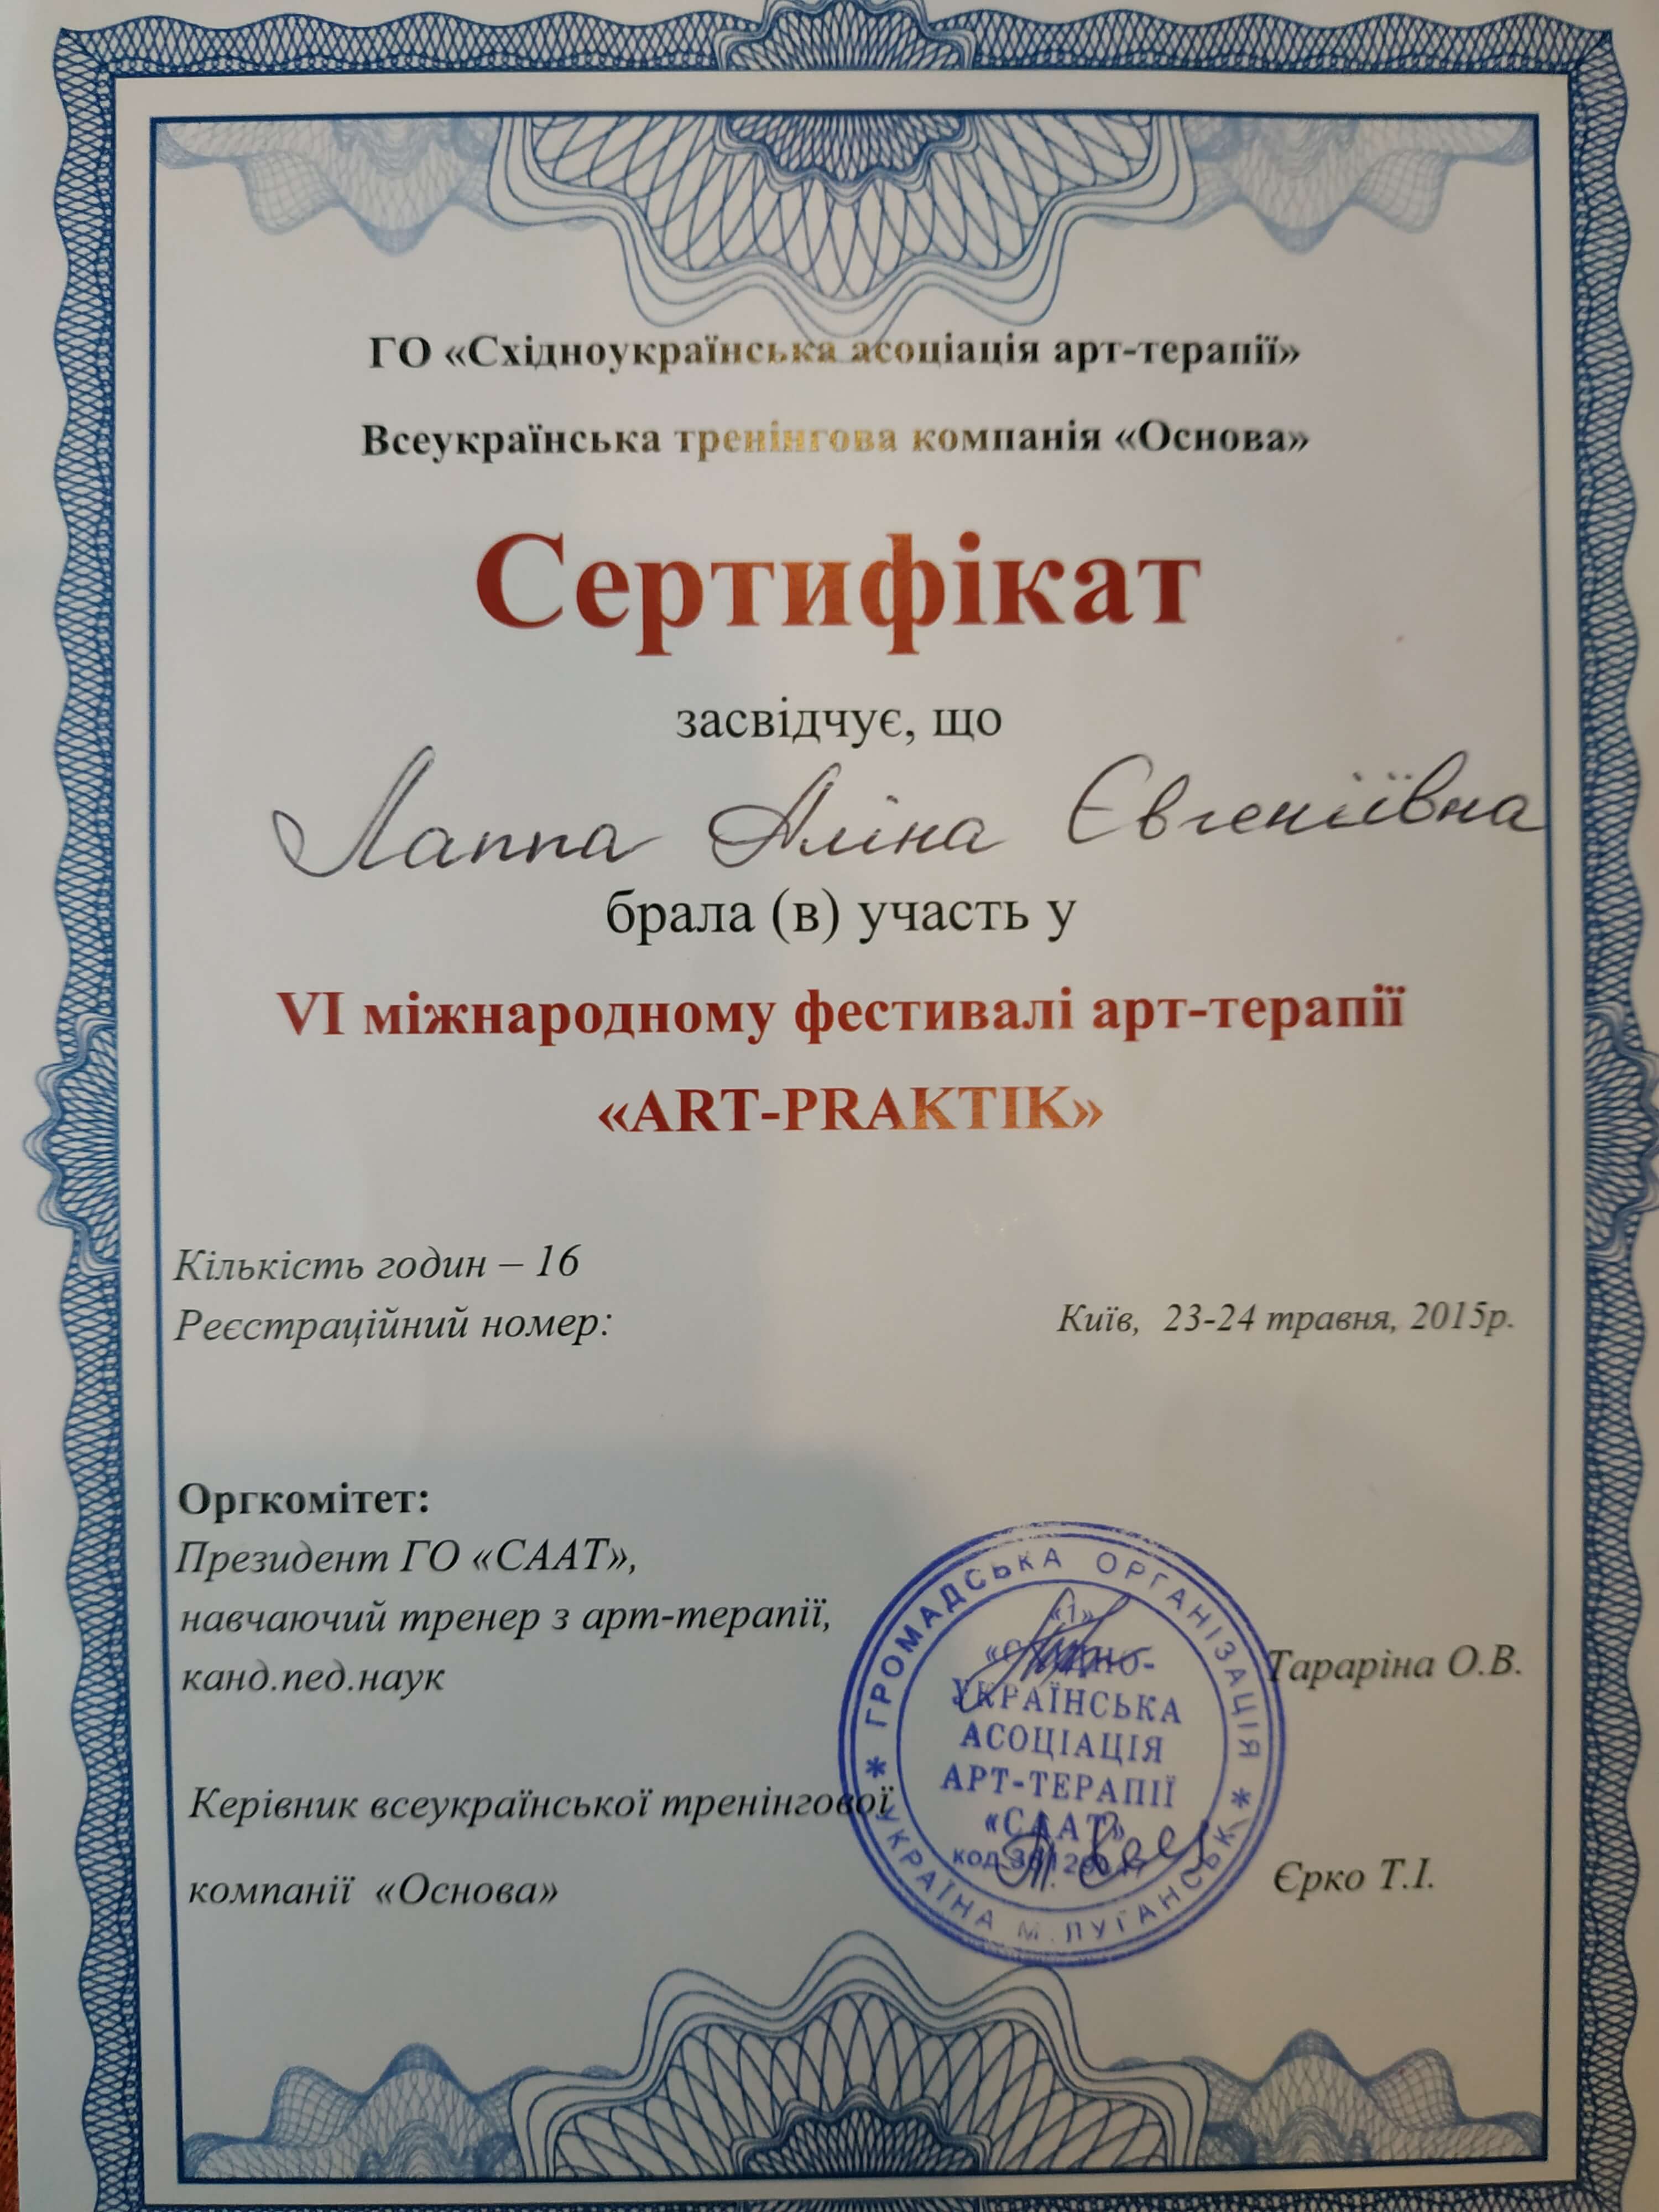 ГО «Східноукраїнська асоціація арт-терапії»
Всеукраїнська тренінгова компанія «Основа»
Сертифікат
засвідчує, що
Лаппа Аліна Євгеніївна
брала (в) участь у
VI міжнародному фестивалі арт-терапії
«ART-PRAKTIK»
Кількість годин – 16
Реєстраційний номер:
Київ, 23-24 травня, 2015р.
Оргкомітет:
Президент ГО «СААТ»,
навчаючий тренер з арт-терапії,
канд.пед.наук
Тараріна О.В.
Керівник всеукраїнської тренінгової
компанії «Основа»
Єрко Т.І.
ГРОМАДСЬКА ОРГАНІЗАЦІЯ
«1»
УКРАЇНСЬКА
АСОЦІАЦІЯ
АРТ-ТЕРАПІЇ
«СААТ»
код
УКРАЇНА М. ЛУГАНСЬК